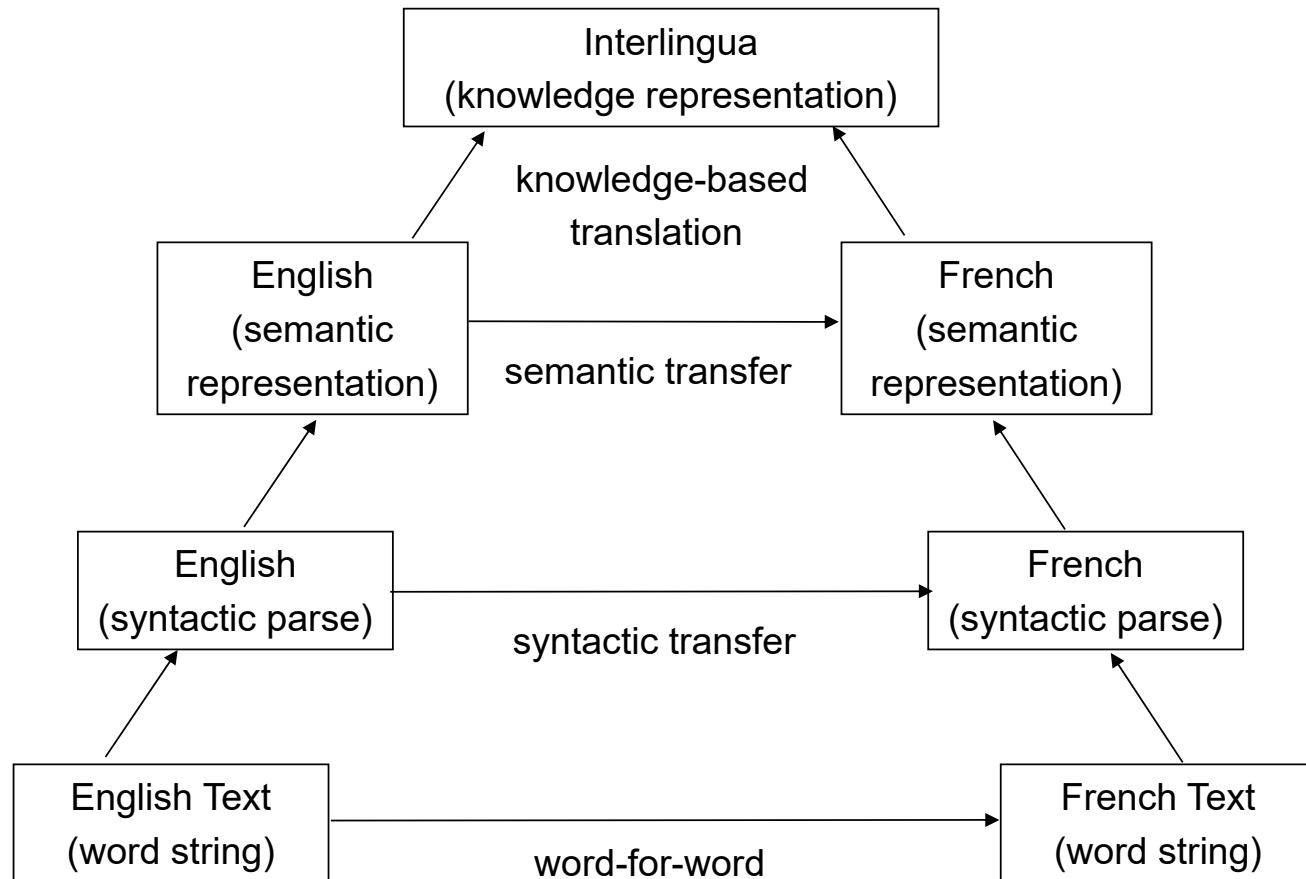 Interlingua
(knowledge representation)
knowledge-based
translation
English
(semantic
representation)
French
(semantic
representation)
semantic transfer
English
(syntactic parse)
French
(syntactic parse)
syntactic transfer
English Text
(word string)
French Text
(word string)
word-for-word